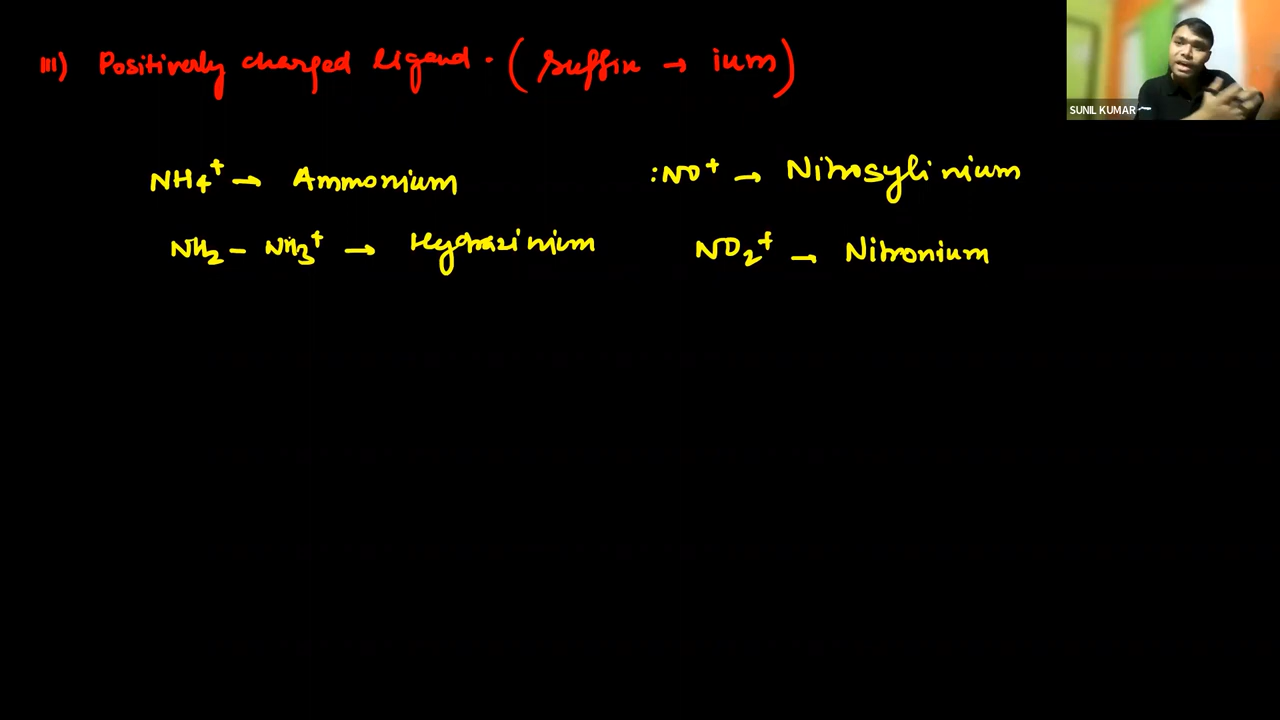 III) Positively charged ligand. (suffix → ium)
SUNIL KUMAR
NH4⁺ → Ammonium
:NO⁺ → Nitrosylinium
NH2 - NH3⁺ → Hydrazinium
NO2⁺ → Nitronium